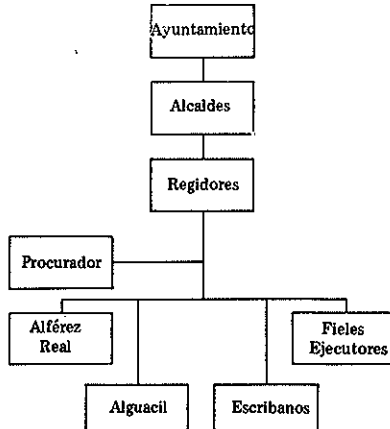 Ayuntamiento
Alcaldes
Regidores
Procurador
Alférez
Real
Fieles
Ejecutores
Alguacil
Escribanos